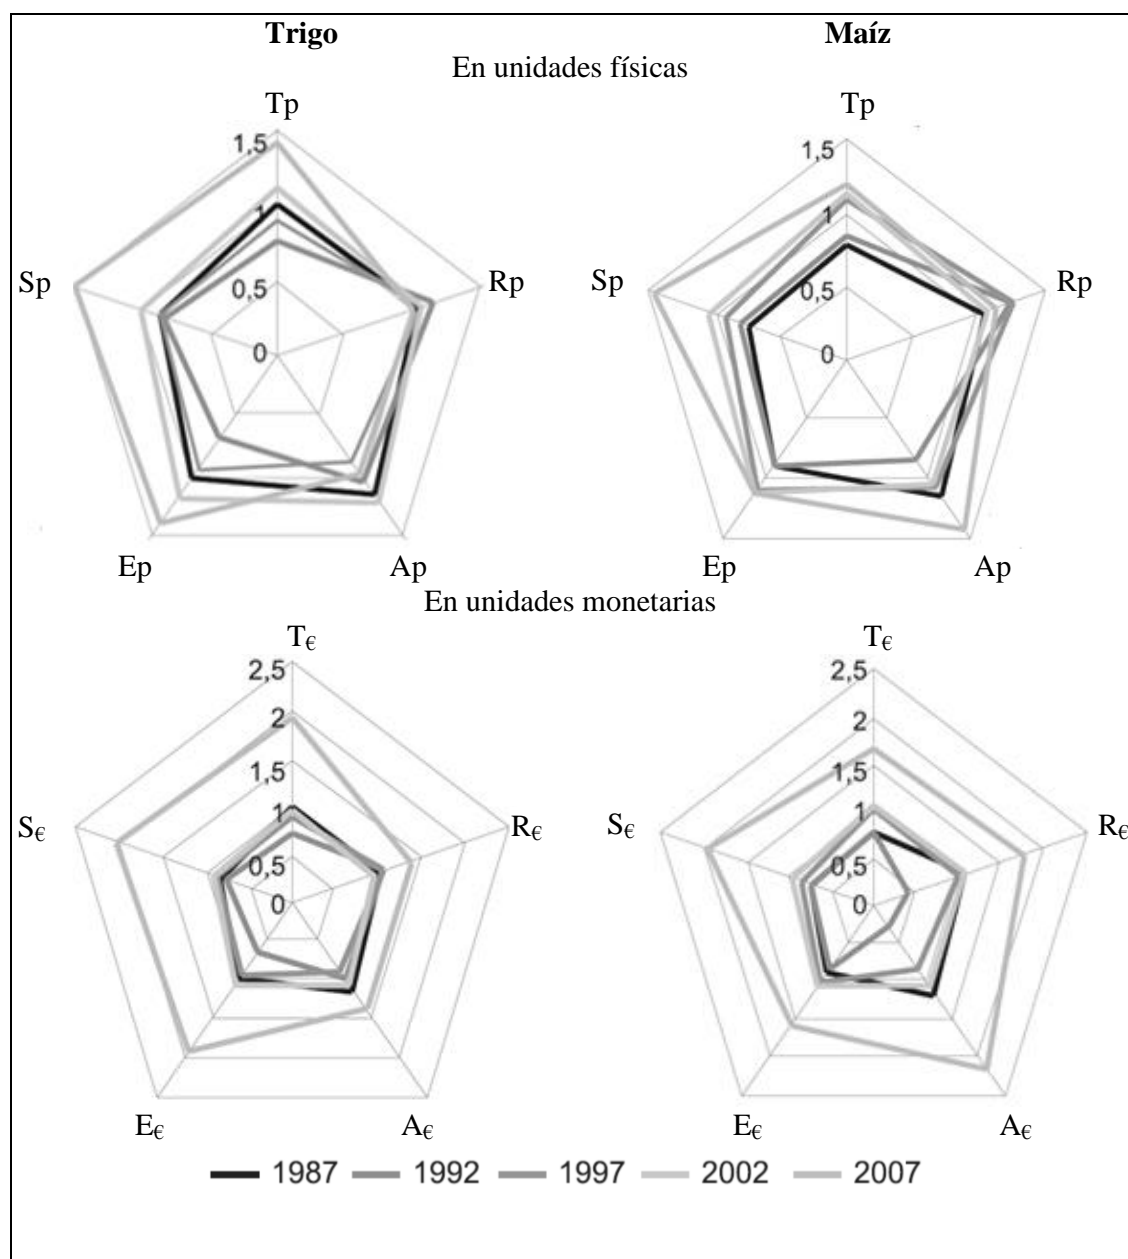 Trigo Maíz
En unidades físicas
Tp Tp
1,5 1,5
1 1
0,5 0,5
0 0
Sp Rp Sp Rp
Ep Ap Ep Ap
En unidades monetarias
T€ T€
2,5 2,5
2 2
1,5 1,5
1 1
0,5 0,5
0 0
S€ R€ S€ R€
E€ A€ E€ A€
1987 1992 1997 2002 2007